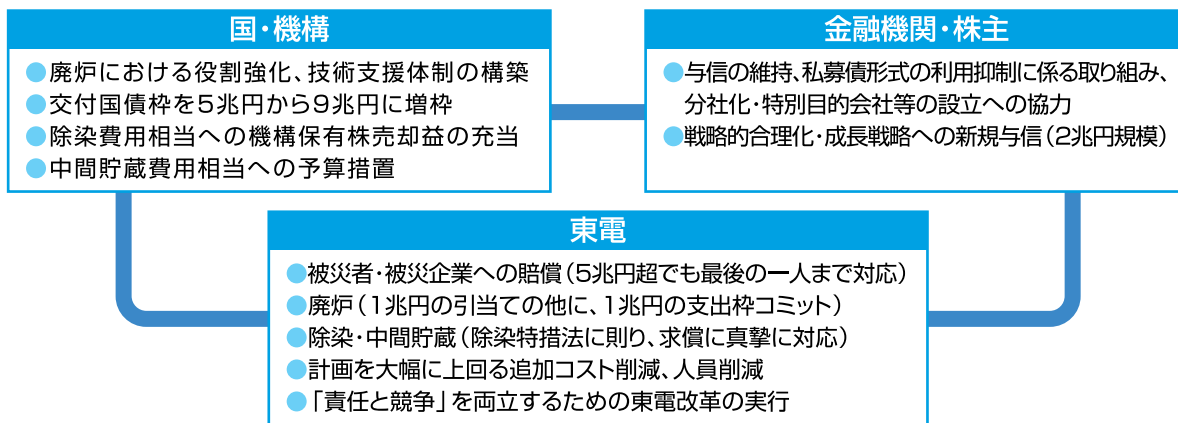 国・機構
●廃炉における役割強化、技術支援体制の構築
●交付国債枠を5兆円から9兆円に増枠
●除染費用相当への機構保有株売却益の充当
●中間貯蔵費用相当への予算措置
金融機関・株主
●与信の維持、私募債形式の利用抑制に係る取り組み、
分社化・特別目的会社等の設立への協力
●戦略的合理化・成長戦略への新規与信（2兆円規模）
東電
●被災者・被災企業への賠償（5兆円超でも最後の一人まで対応）
●廃炉（1兆円の引当ての他に、1兆円の支出枠コミット）
●除染・中間貯蔵（除染特措法に則り、求償に真摯に対応）
●計画を大幅に上回る追加コスト削減、人員削減
●「責任と競争」を両立するための東電改革の実行